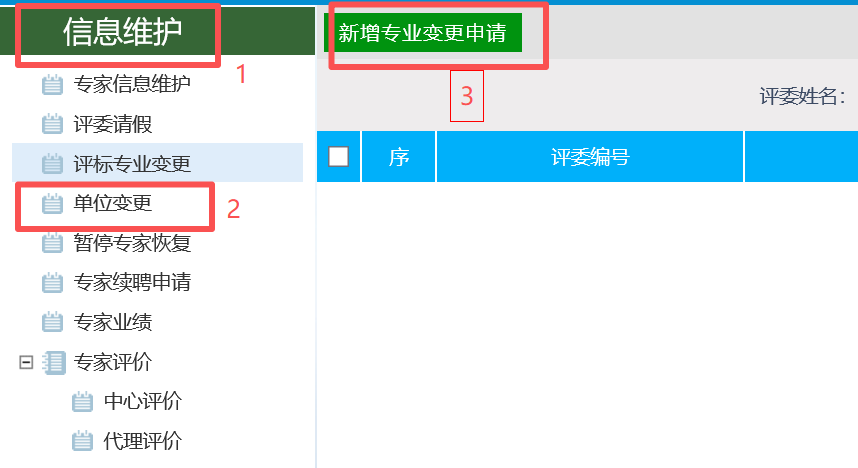 信息维护
1
专家信息维护
评委请假
评标专业变更
单位变更
2
暂停专家恢复
专家续聘申请
专家业绩
专家评价
中心评价
代理评价
新增专业变更申请
3
评委姓名:
序 评委编号